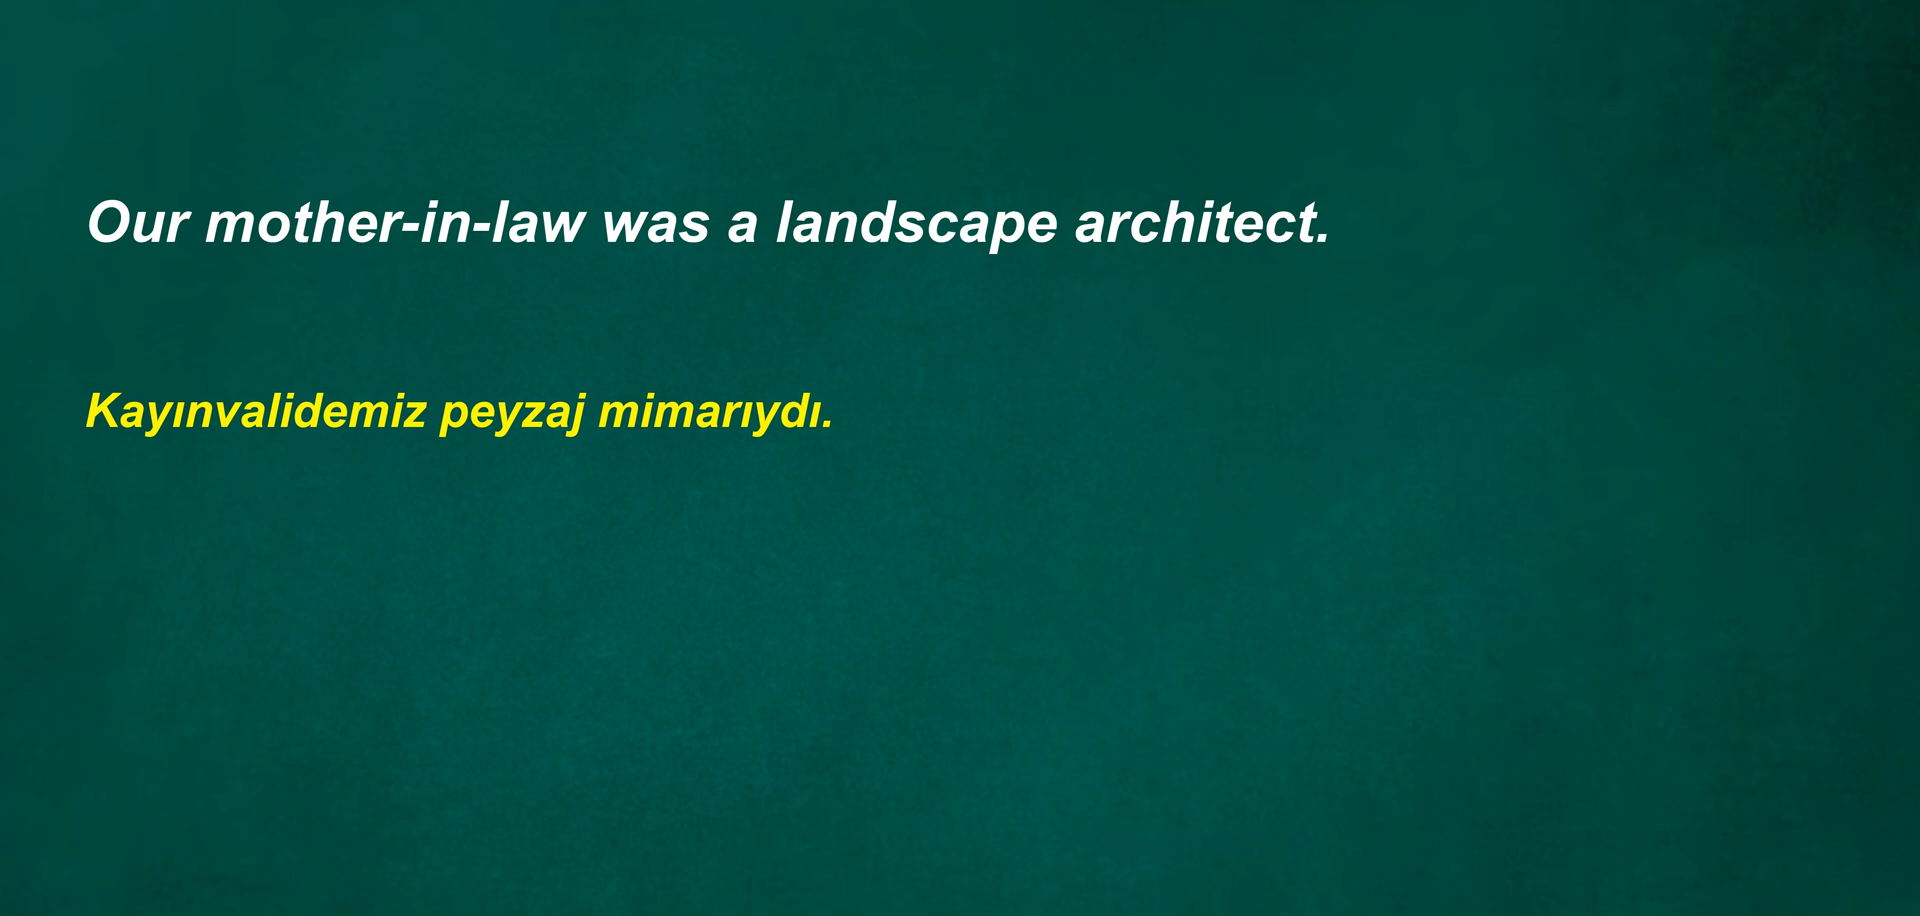 Our mother-in-law was a landscape architect.
Kayınvalidemiz peyzaj mimarıydı.